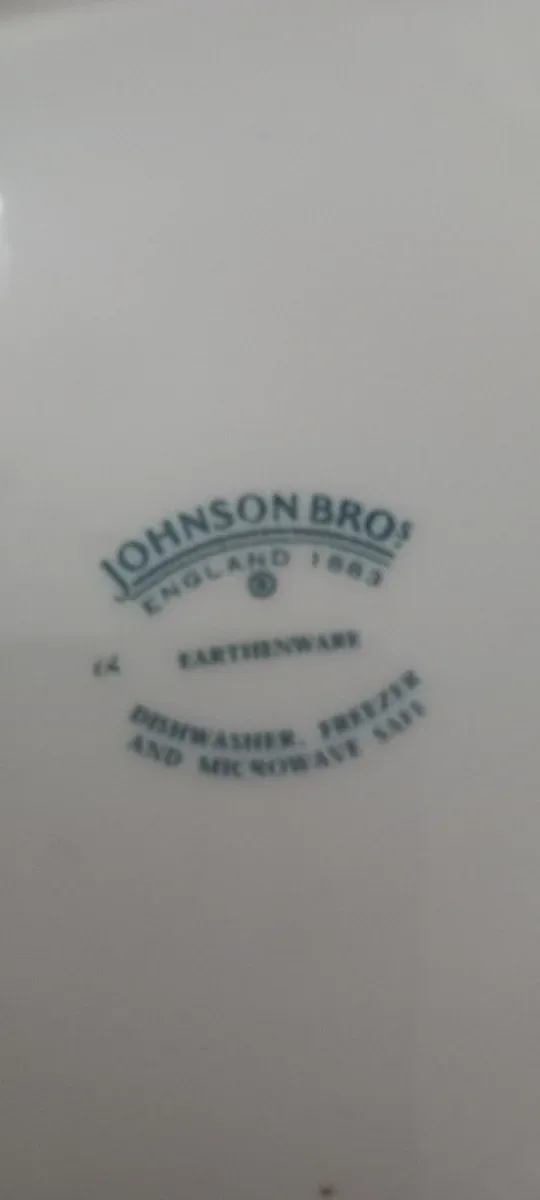 JOHNSON BROS
ENGLAND 1883
®
EARTHENWARE
DISHWASHER, FREEZER
AND MICROWAVE SAFE